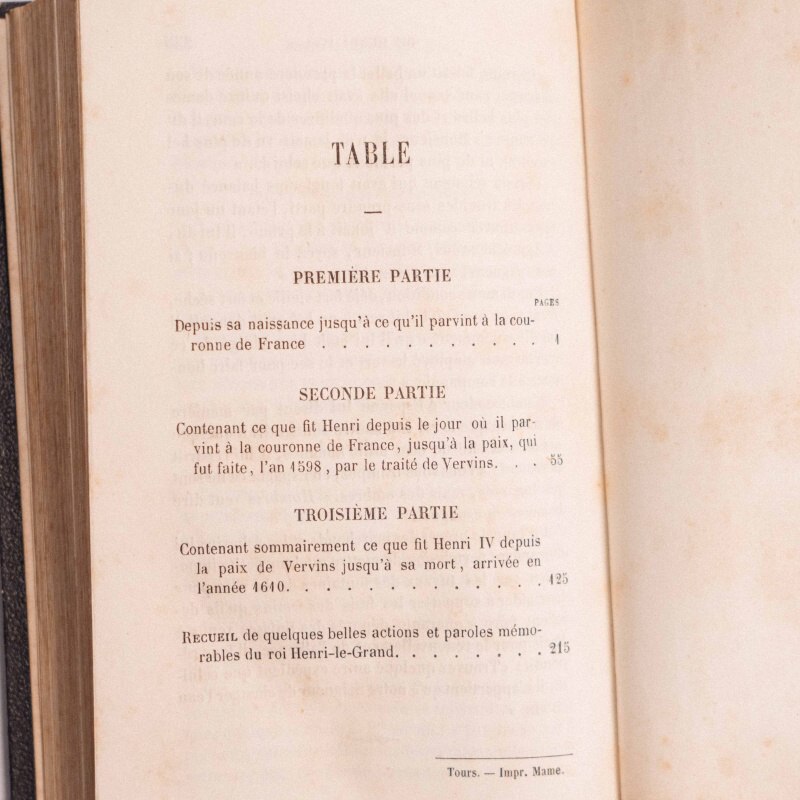 TABLE
—
PREMIÈRE PARTIE
PAGES
Depuis sa naissance jusqu'à ce qu'il parvint à la cou-
ronne de France . . . . . . . . . . . 1
SECONDE PARTIE
Contenant ce que fit Henri depuis le jour où il par-
vint à la couronne de France, jusqu'à la paix, qui
fut faite, l'an 1598, par le traité de Vervins. . . 55
TROISIÈME PARTIE
Contenant sommairement ce que fit Henri IV depuis
la paix de Vervins jusqu'à sa mort, arrivée en
l'année 1610. . . . . . . . . . . . 125
RECUEIL de quelques belles actions et paroles mémo-
rables du roi Henri-le-Grand. . . . . . . 215
Tours. — Impr. Mame.